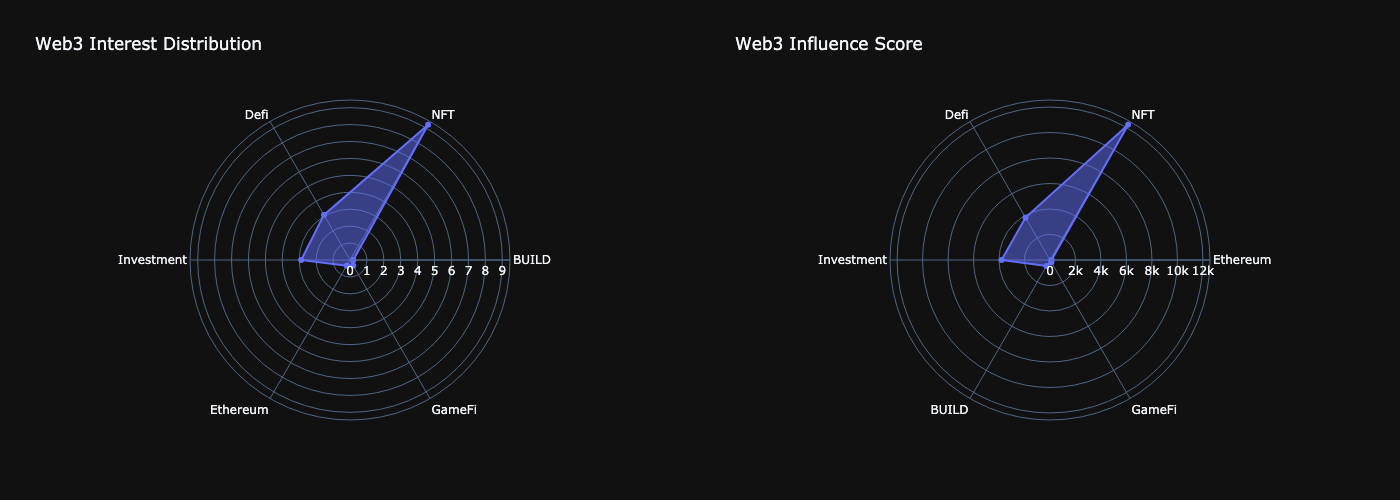 Web3 Interest Distribution
Defi
NFT
Investment
0 1 2 3 4 5 6 7 8 9
BUILD
Ethereum
GameFi
Web3 Influence Score
Defi
NFT
Investment
0 2k 4k 6k 8k 10k 12k
Ethereum
BUILD
GameFi